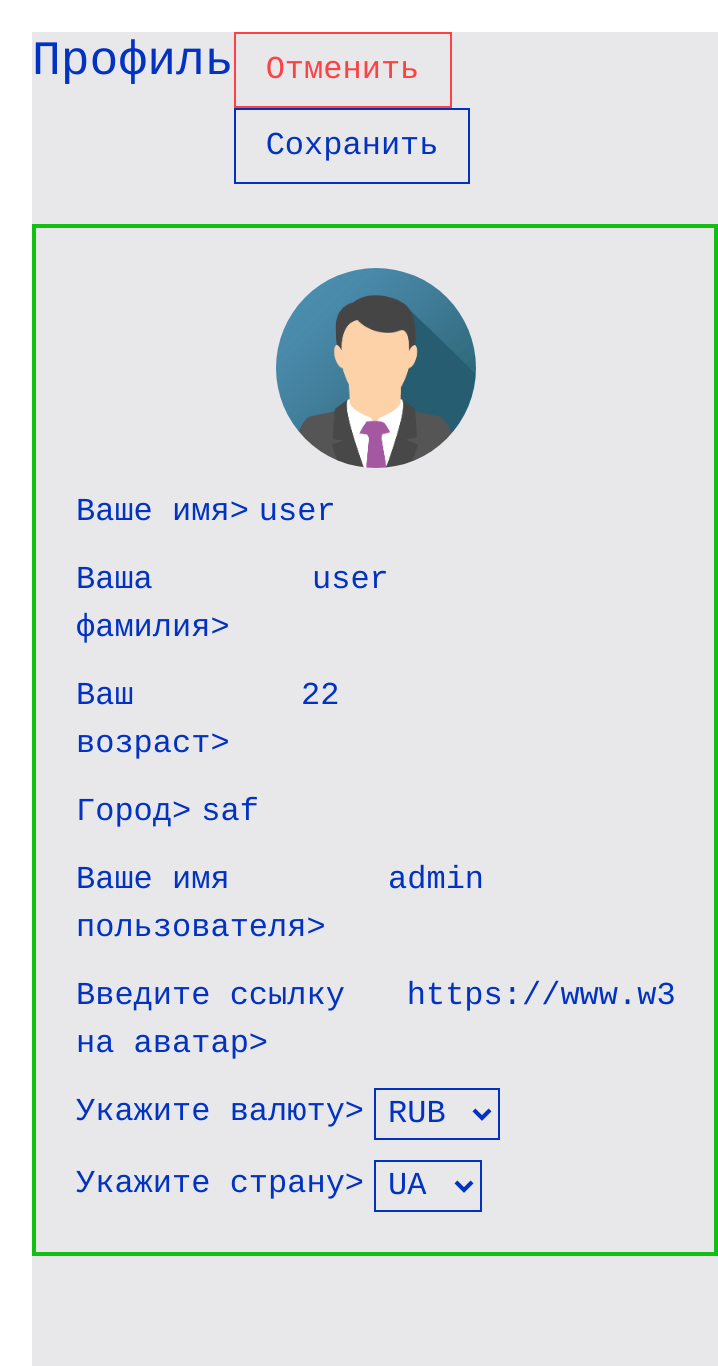 Профиль Отменить
Сохранить
Ваше имя> user
Ваша user
фамилия>
Ваш 22
возраст>
Город> saf
Ваше имя admin
пользователя>
Введите ссылку https://www.w3
на аватар>
Укажите валюту> RUB
Укажите страну> UA